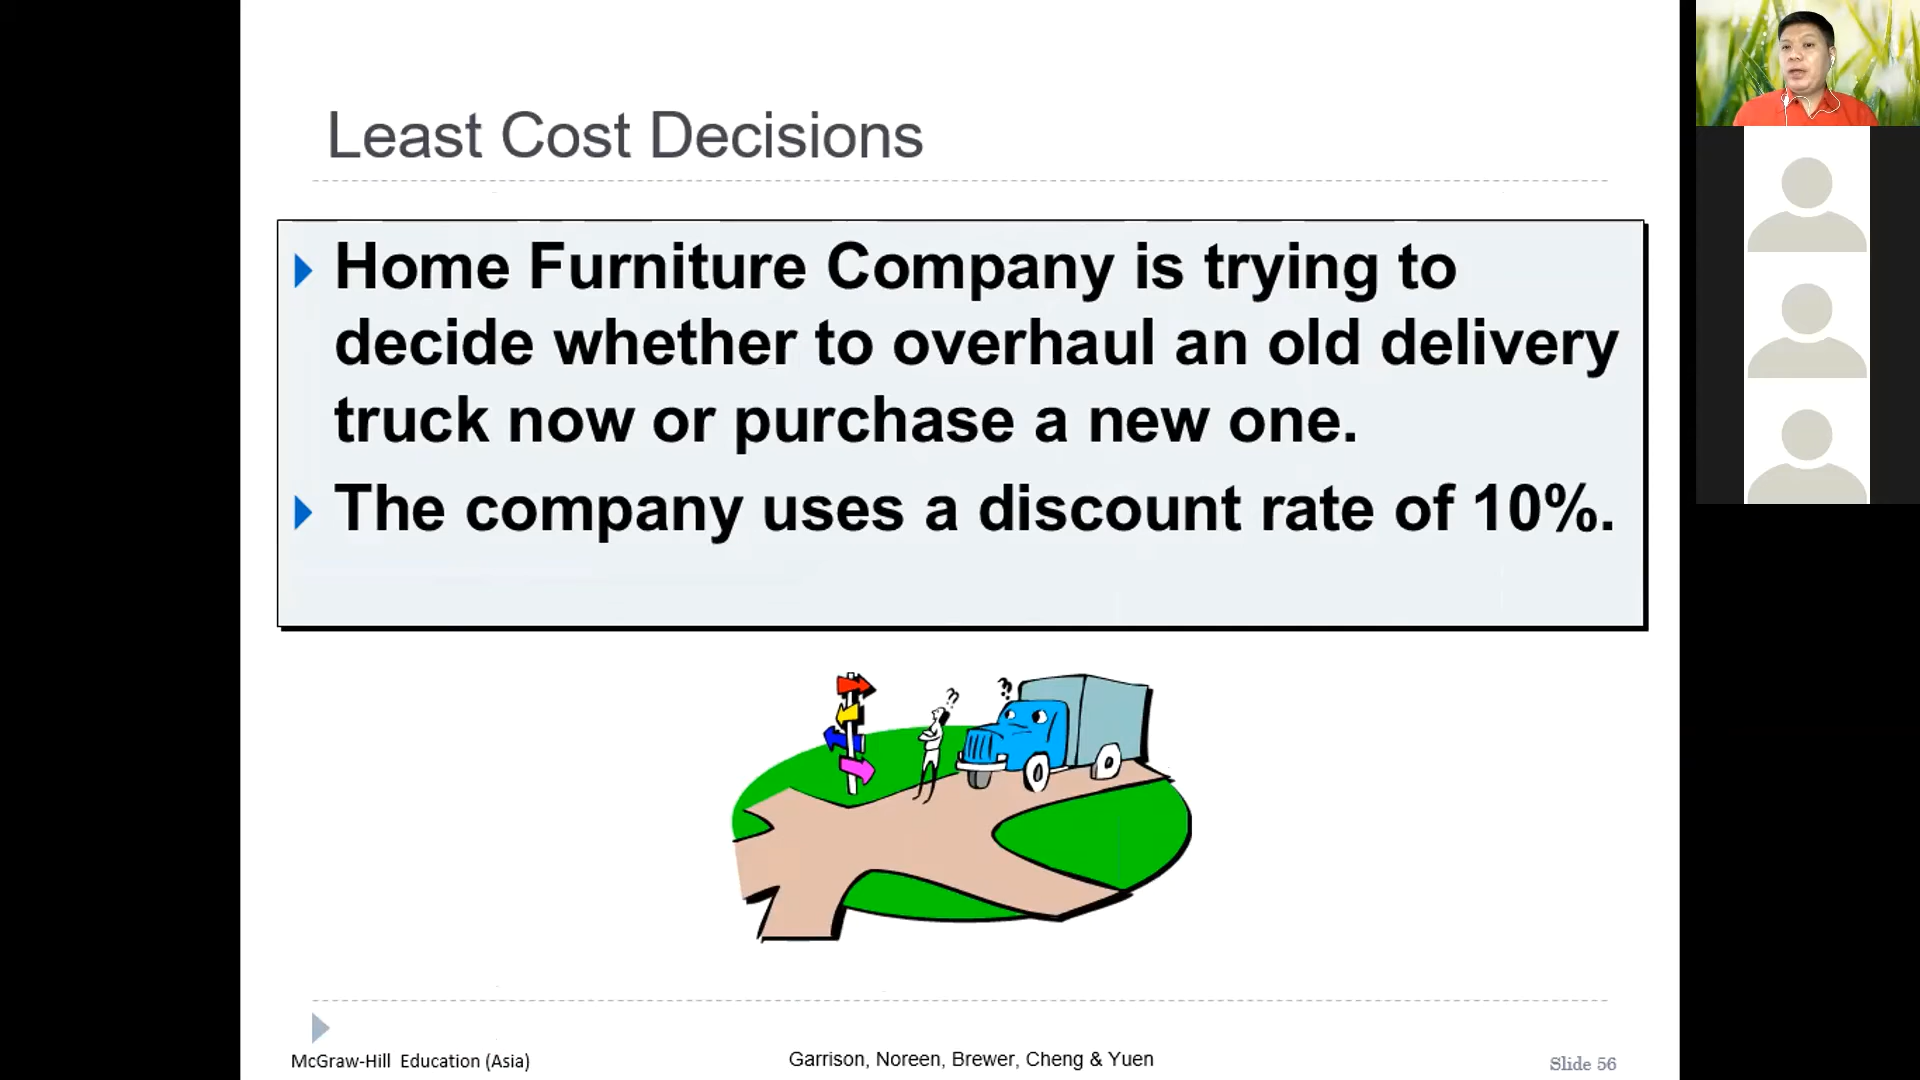 Least Cost Decisions
Home Furniture Company is trying to
decide whether to overhaul an old delivery
truck now or purchase a new one.
The company uses a discount rate of 10%.
??
?
McGraw-Hill Education (Asia)
Garrison, Noreen, Brewer, Cheng & Yuen
Slide 56